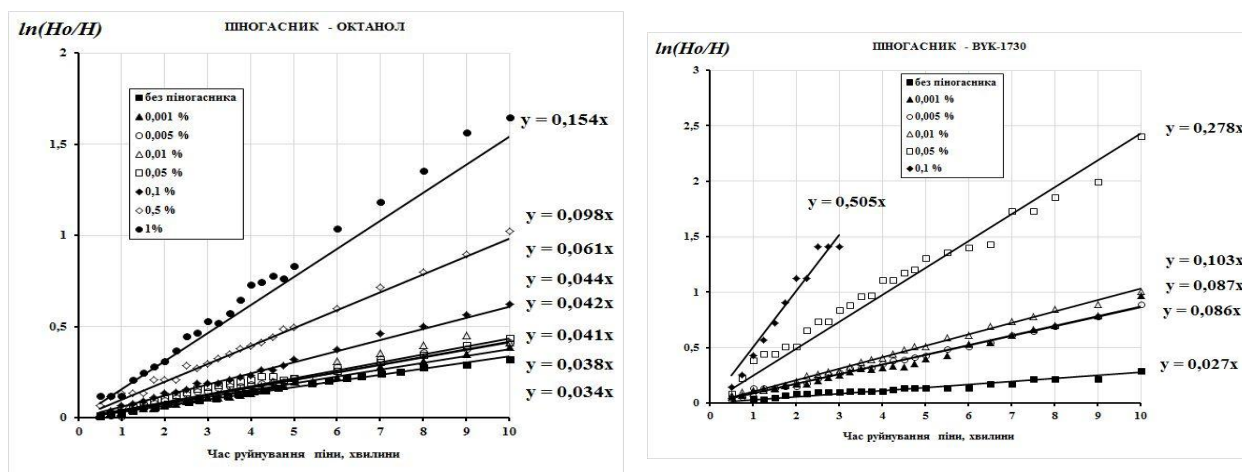 ln(Ho/H)
ПІНОГАСНИК - ОКТАНОЛ
2
1,5
1
0,5
0
без піногасника
0,001 %
0,005 %
0,01 %
0,05 %
0,1 %
0,5 %
1%
y = 0,154x
y = 0,098x
y = 0,061x
y = 0,044x
y = 0,042x
y = 0,041x
y = 0,038x
y = 0,034x
0 1 2 3 4 5 6 7 8 9 10
Час руйнування піни, хвилини
ln(Ho/H)
ПІНОГАСНИК - BYK-1730
3
2,5
2
1,5
1
0,5
0
без піногасника
0,001 %
0,005 %
0,01 %
0,05 %
0,1 %
y = 0,505x
y = 0,278x
y = 0,103x
y = 0,087x
y = 0,086x
y = 0,027x
0 1 2 3 4 5 6 7 8 9 10
Час руйнування піни, хвилини